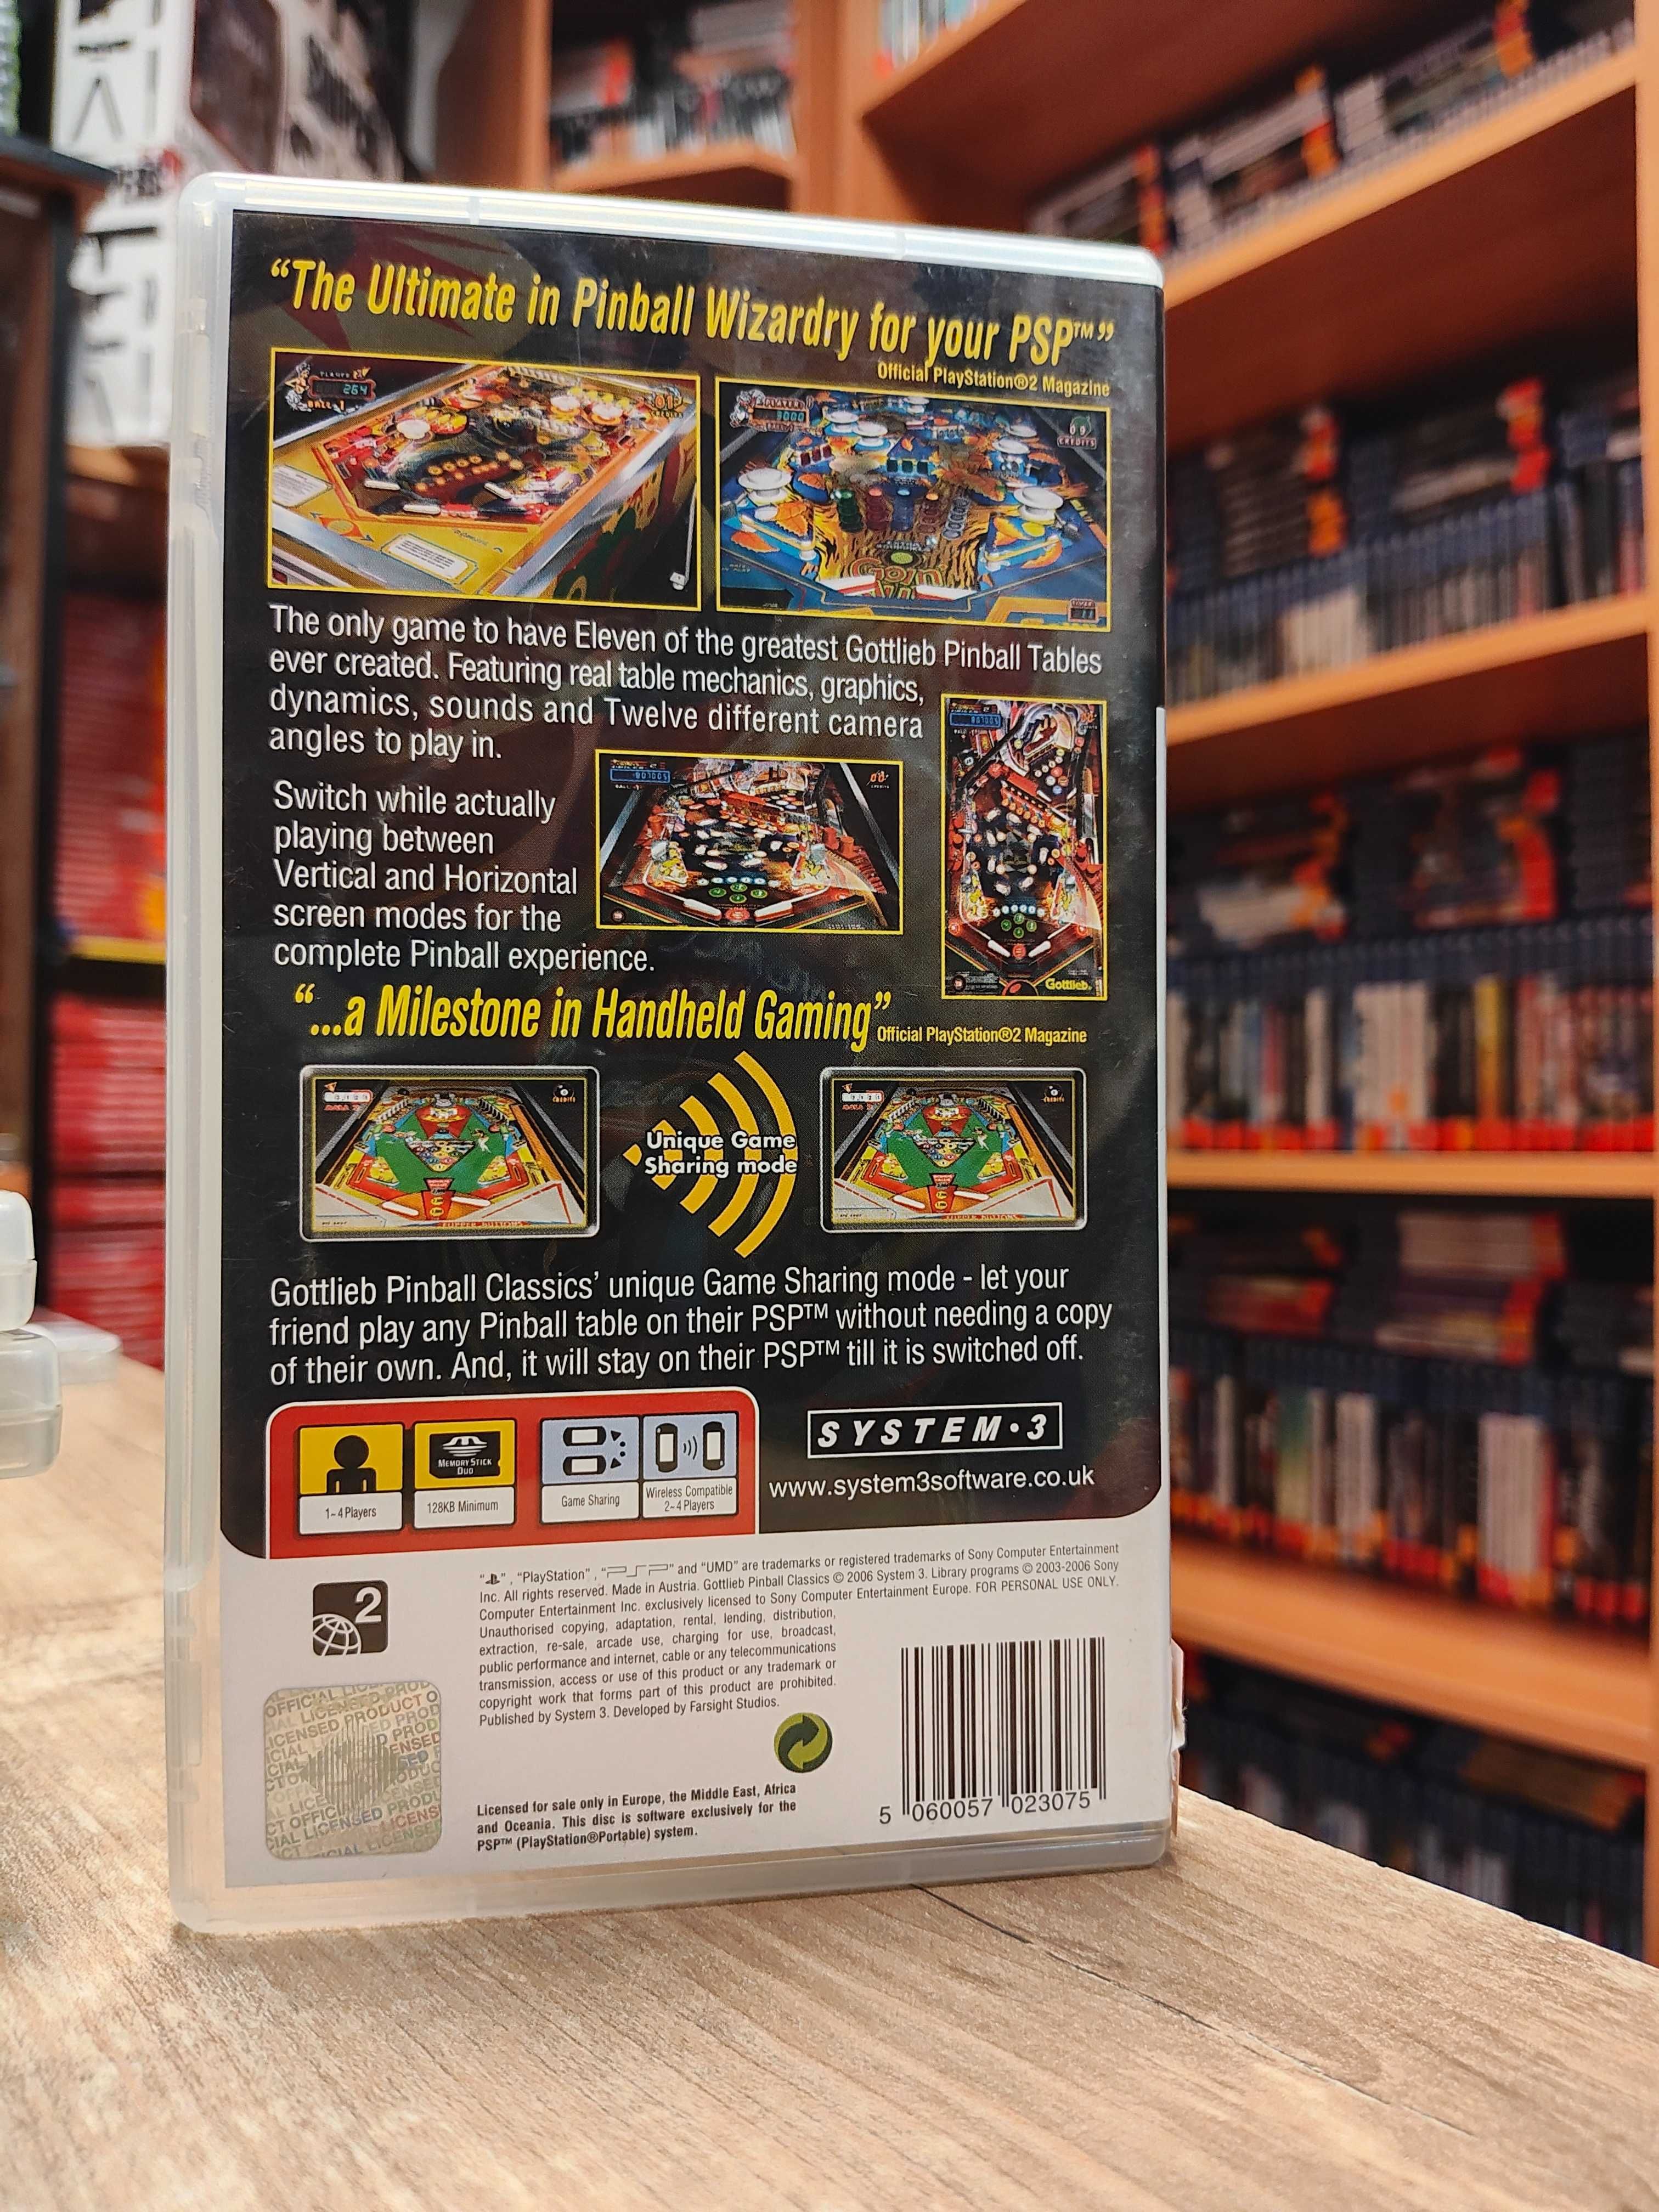 “The Ultimate in Pinball Wizardry for your PSP™”
Official PlayStation®2 Magazine
The only game to have Eleven of the greatest Gottlieb Pinball Tables
ever created. Featuring real table mechanics, graphics,
dynamics, sounds and Twelve different camera
angles to play in.
Switch while actually
playing between
Vertical and Horizontal
screen modes for the
complete Pinball experience.
Gottlieb.
“...a Milestone in Handheld Gaming”
Official PlayStation®2 Magazine
Unique Game
Sharing mode
Gottlieb Pinball Classics’ unique Game Sharing mode - let your
friend play any Pinball table on their PSP™ without needing a copy
of their own. And, it will stay on their PSP™ till it is switched off.
MEMORY STICK
DUO
1-4 Players
128KB Minimum
Game Sharing
Wireless Compatible
2-4 Players
SYSTEM·3
www.system3software.co.uk
2
“ ”, “PlayStation”, “PSP” and “UMD” are trademarks or registered trademarks of Sony Computer Entertainment
Inc. All rights reserved. Made in Austria. Gottlieb Pinball Classics © 2006 System 3. Library programs © 2003-2006 Sony
Computer Entertainment Inc. exclusively licensed to Sony Computer Entertainment Europe. FOR PERSONAL USE ONLY.
Unauthorised copying, adaptation, rental, lending, distribution,
extraction, re-sale, arcade use, charging for use, broadcast,
public performance and internet, cable or any telecommunications
transmission, access or use of this product or any trademark or
copyright work that forms part of this product are prohibited.
Published by System 3. Developed by Farsight Studios.
Licensed for sale only in Europe, the Middle East, Africa
and Oceania. This disc is software exclusively for the
PSP™ (PlayStation®Portable) system.
5 060057 023075
OFFICIAL LICENSED PRODUCT